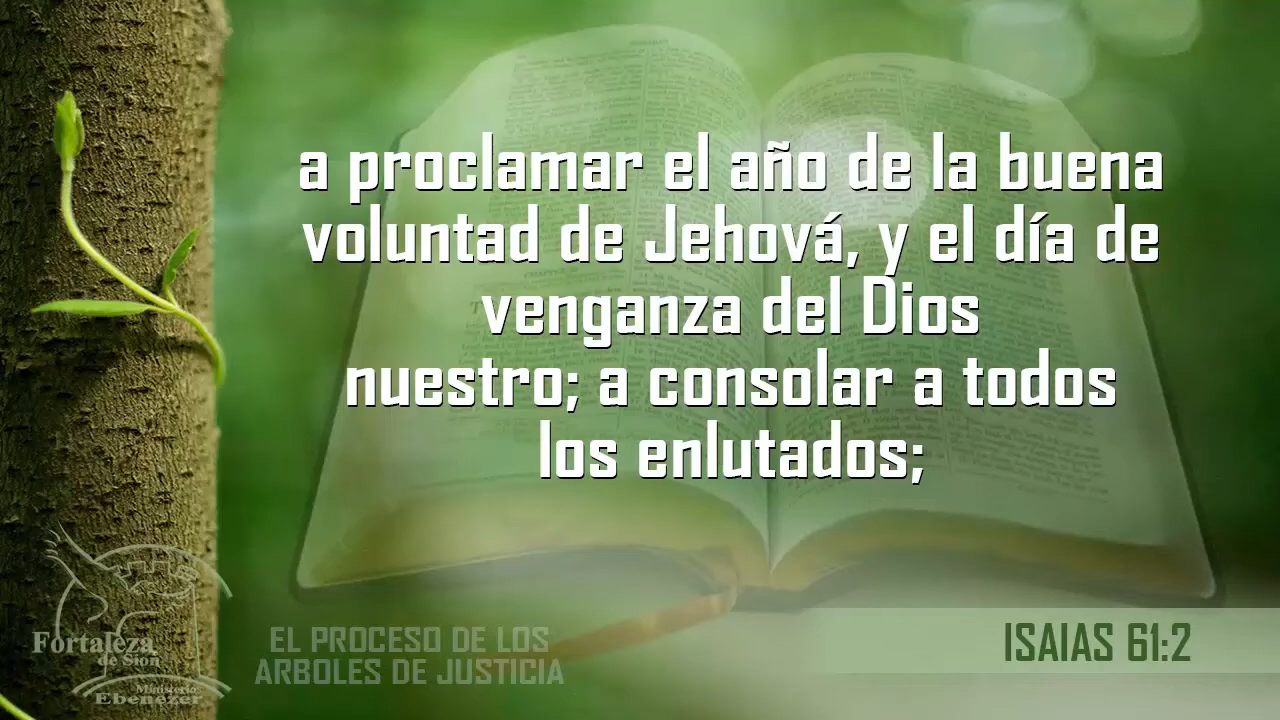 a proclamar el año de la buena
voluntad de Jehová, y el día de
venganza del Dios
nuestro; a consolar a todos
los enlutados;
ISAIAS 61:2
EL PROCESO DE LOS
ARBOLES DE JUSTICIA
Fortaleza
de Sion
Ministerios
Ebenezer